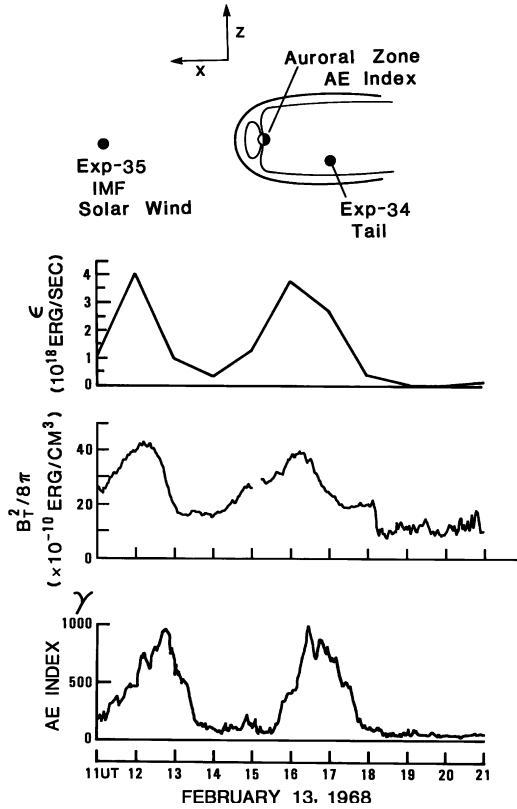 Z
X
Auroral Zone
AE Index
Exp-35
IMF
Solar Wind
Exp-34
Tail
ϵ
(10¹⁸ ERG/SEC)
4
3
2
1
0
B_T²/8π
(×10⁻¹⁰ ERG/CM³)
40
20
0
γ
AE INDEX
1000
500
0
11UT 12 13 14 15 16 17 18 19 20 21
FEBRUARY 13, 1968